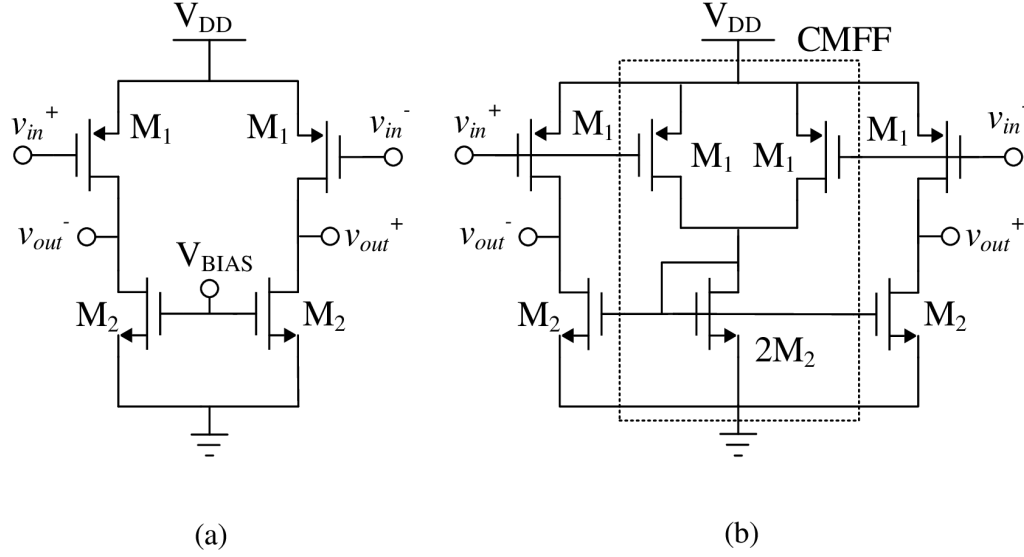 V_DD V_DD
CMFF
v_in^+ M_1 M_1 v_in^- v_in^+ M_1 M_1 M_1 M_1 v_in^-
v_out^- V_BIAS v_out^+ v_out^- v_out^+
M_2 M_2 M_2 2M_2 M_2
(a) (b)